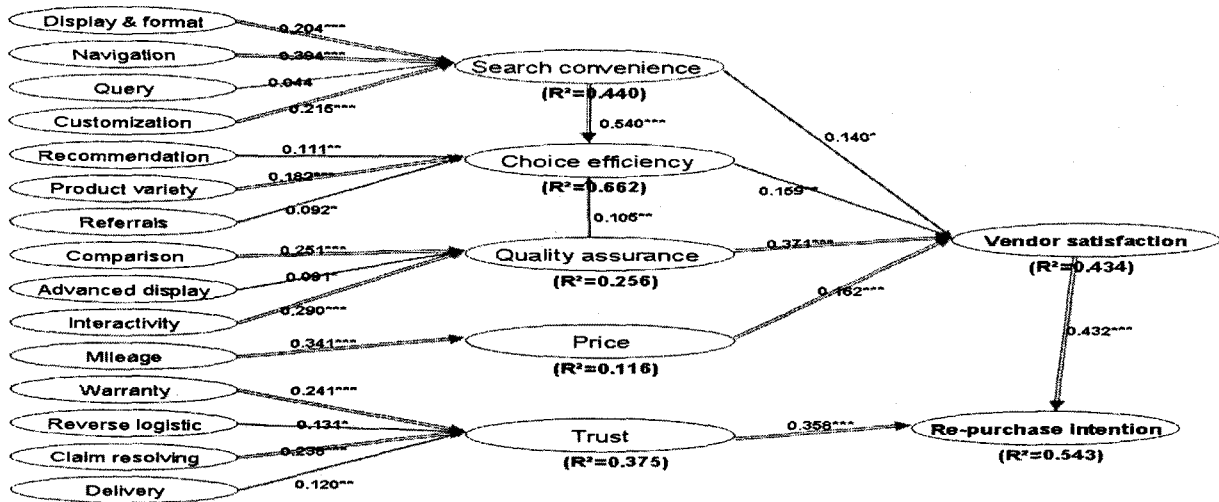 Display & format
0.204***
Navigation
0.394***
Search convenience
Query
0.044
(R²=0.440)
Customization
0.215***
0.540***
0.140*
Recommendation
0.111**
Choice efficiency
Product variety
0.182***
(R²=0.662)
0.159**
Referrals
0.092*
0.105**
Comparison
0.251***
Quality assurance
0.371***
Vendor satisfaction
Advanced display
0.091*
(R²=0.256)
(R²=0.434)
Interactivity
0.290***
0.162***
Mileage
0.341***
Price
0.432***
(R²=0.116)
Warranty
0.241***
Reverse logistic
0.131*
Trust
0.358***
Re-purchase intention
Claim resolving
0.235***
(R²=0.375)
(R²=0.543)
Delivery
0.120**